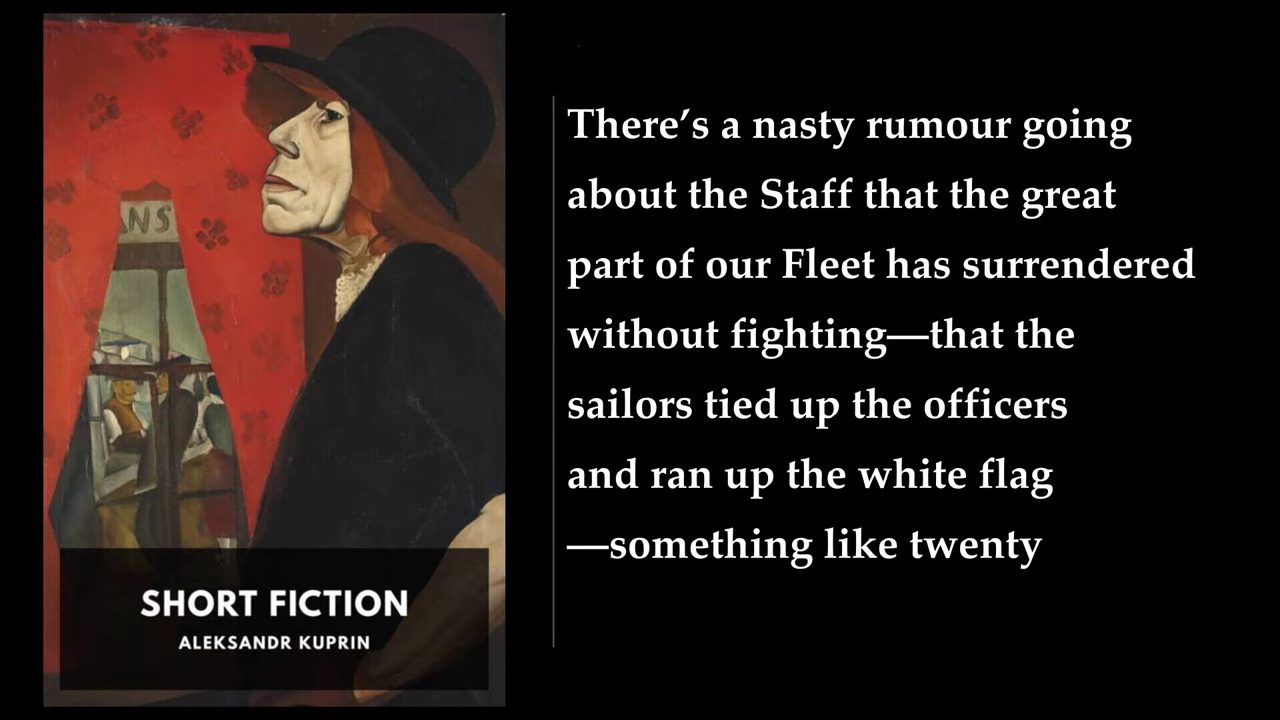 NS
SHORT FICTION
ALEKSANDR KUPRIN
There’s a nasty rumour going
about the Staff that the great
part of our Fleet has surrendered
without fighting—that the
sailors tied up the officers
and ran up the white flag
—something like twenty